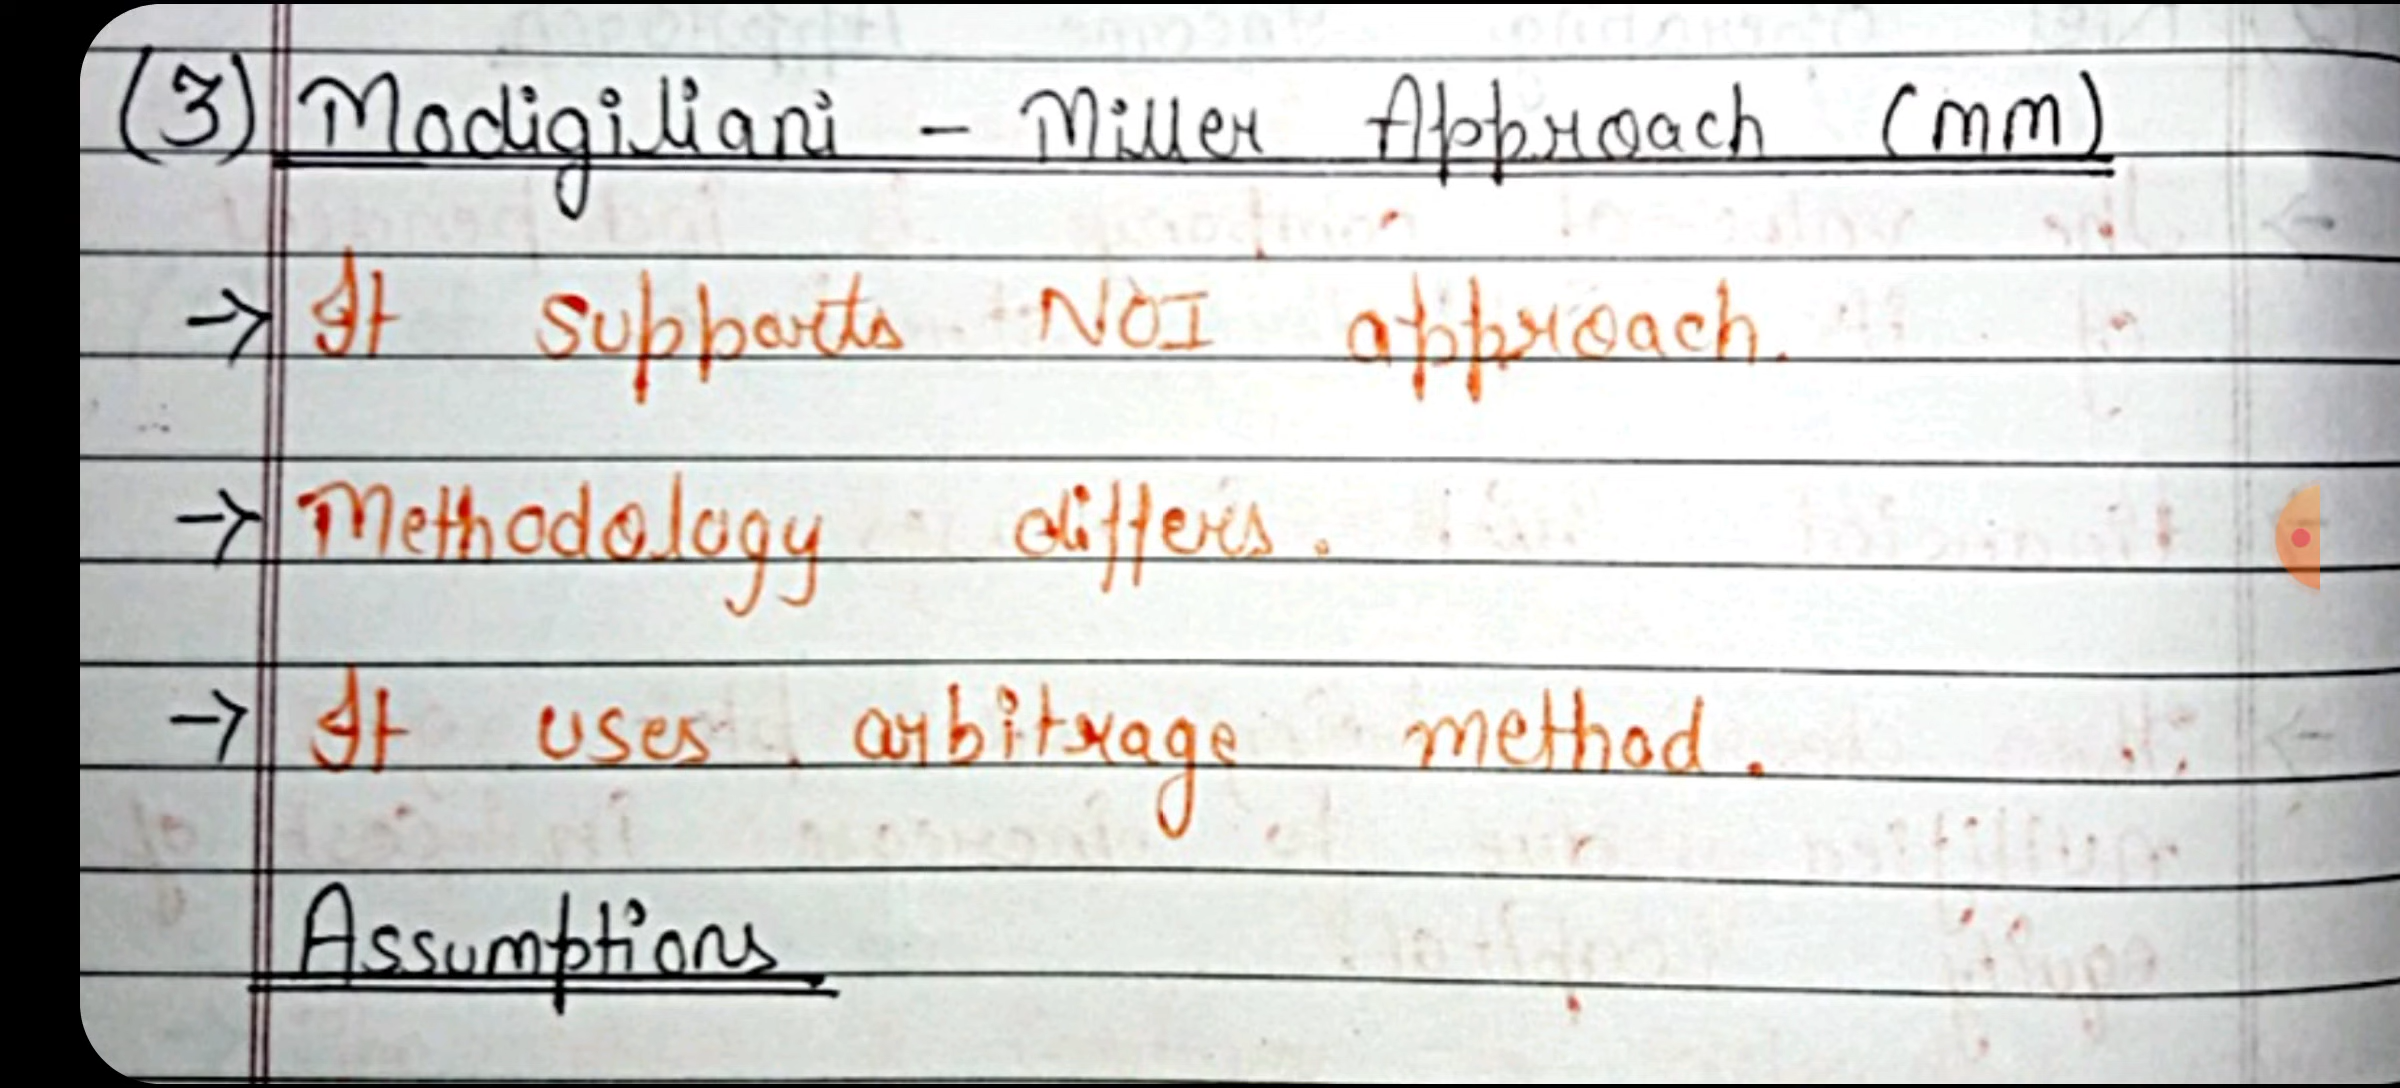 (3) Modigiliani - Miller Approach (MM)
→ It supports NOI approach.
→ Methodology differs.
→ It uses arbitrage method.
Assumptions